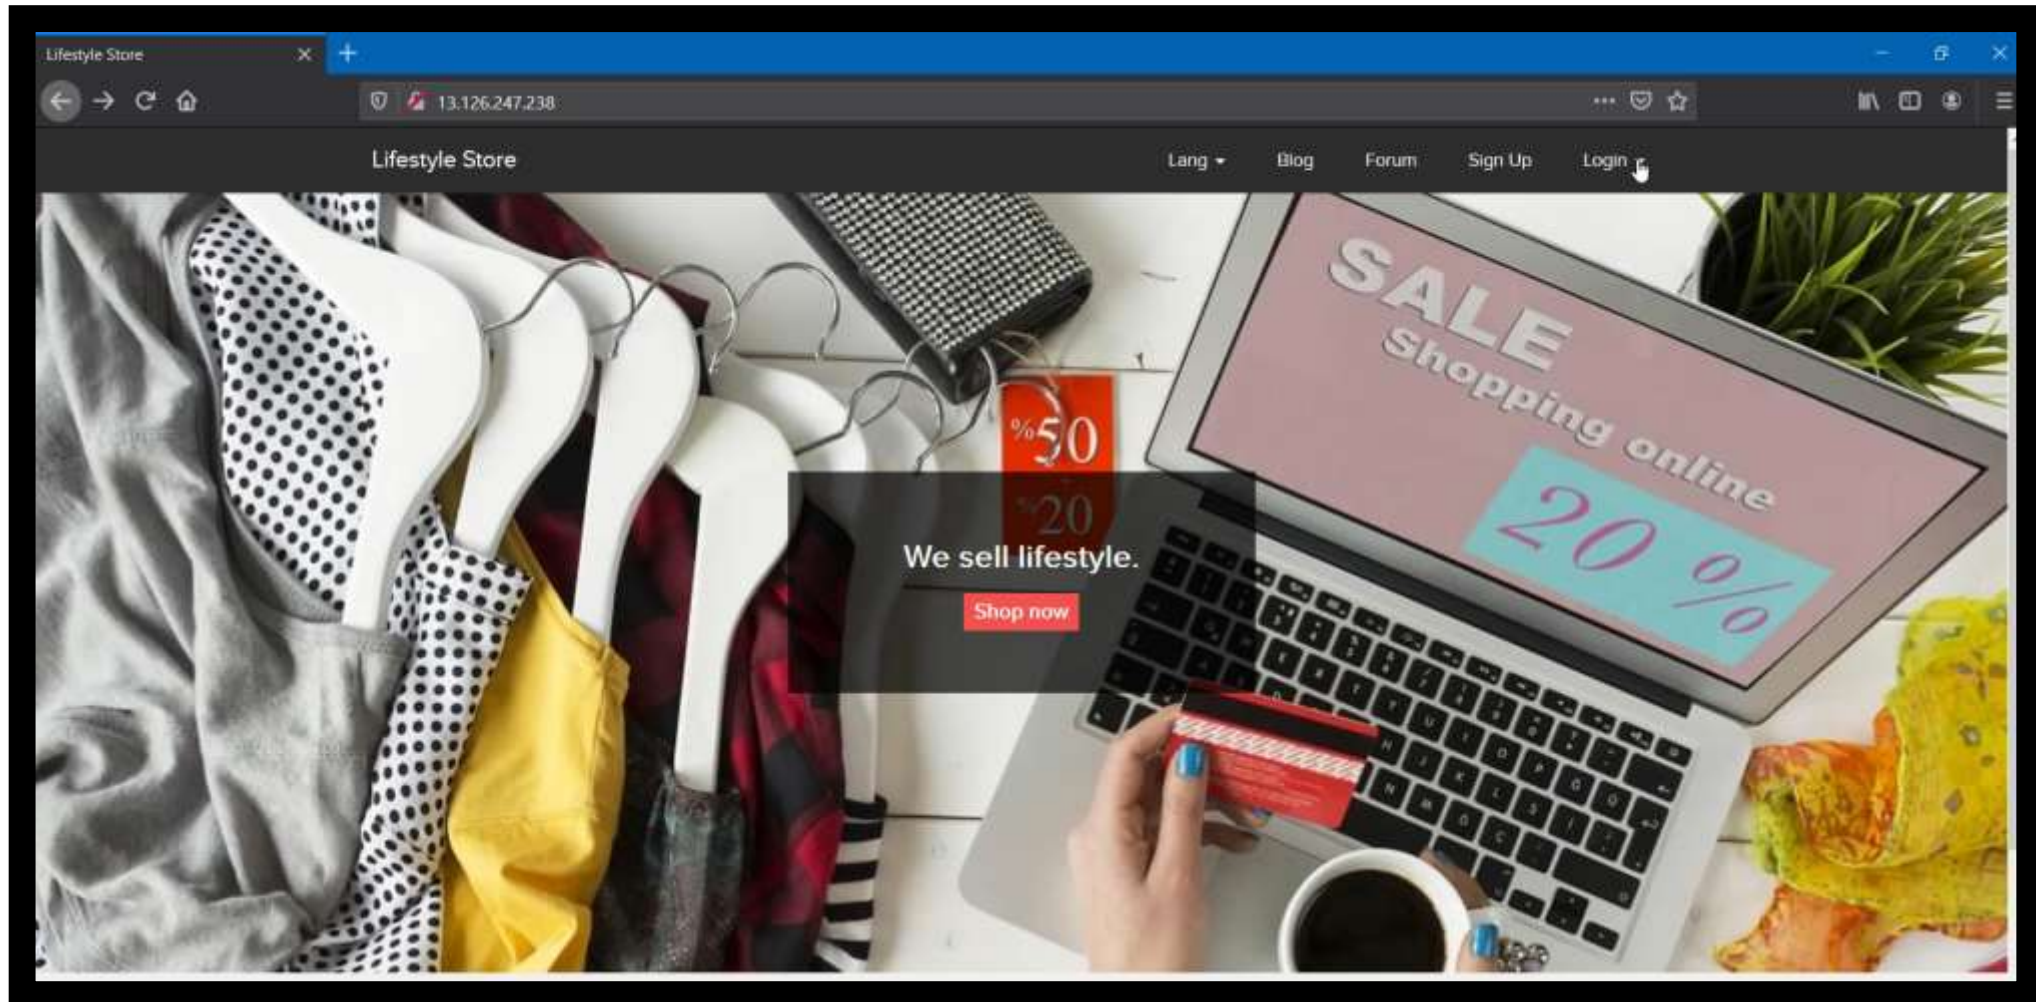 Lifestyle Store
13.126.247.238
Lifestyle Store
Lang
Blog
Forum
Sign Up
Login
SALE
Shopping online
20 %
%50
%20
We sell lifestyle.
Shop now